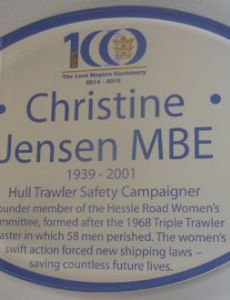 100
The Lord Mayors Centenary
2014 - 2015
Christine
Jensen MBE
1939 - 2001
Hull Trawler Safety Campaigner
ounder member of the Hessle Road Women's
mmittee, formed after the 1968 Triple Trawler
aster in which 58 men perished. The women's
swift action forced new shipping laws –
saving countless future lives.